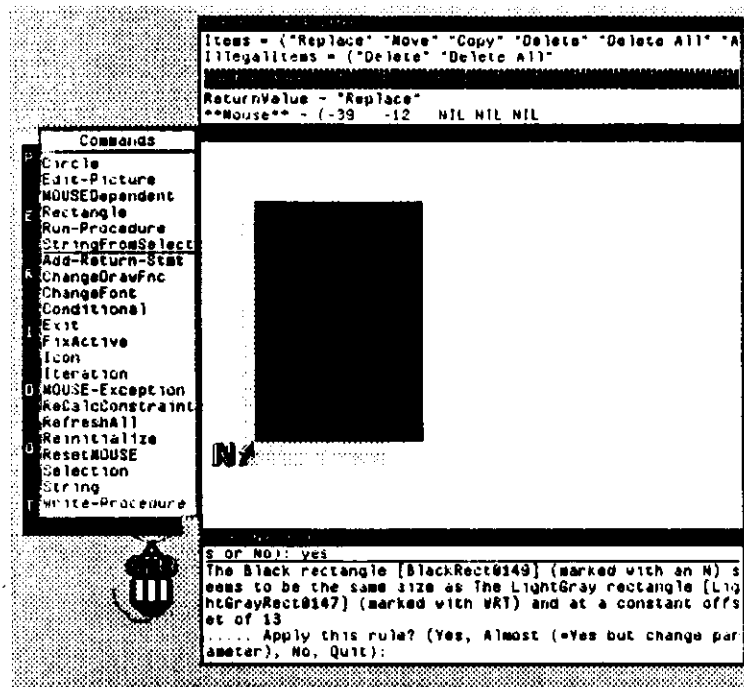 Items = ("Replace" "Move" "Copy" "Delete" "Delete All" "A
IllegalItems = ("Delete" "Delete All"
ReturnValue ~ "Replace"
**Mouse** ~ (-39 -12 NIL NIL NIL
Commands
Circle
Edit-Picture
MOUSEDependent
Rectangle
Run-Procedure
StringFromSelect
Add-Return-Stmt
ChangeDrawFnc
ChangeFont
Conditional
Exit
FixActive
Icon
Iteration
MOUSE-Exception
ReCalcConstraint
RefreshAll
Reinitialize
ResetMOUSE
Selection
String
Write-Procedure
P
E
R
I
D
O
T
N
s or No): yes
The Black rectangle [BlackRect0149] (marked with an N) s
eems to be the same size as The LightGray rectangle [Lig
htGrayRect0147] (marked with WRT) and at a constant offs
et of 13
..... Apply this rule? (Yes, Almost (=Yes but change par
ameter), No, Quit):